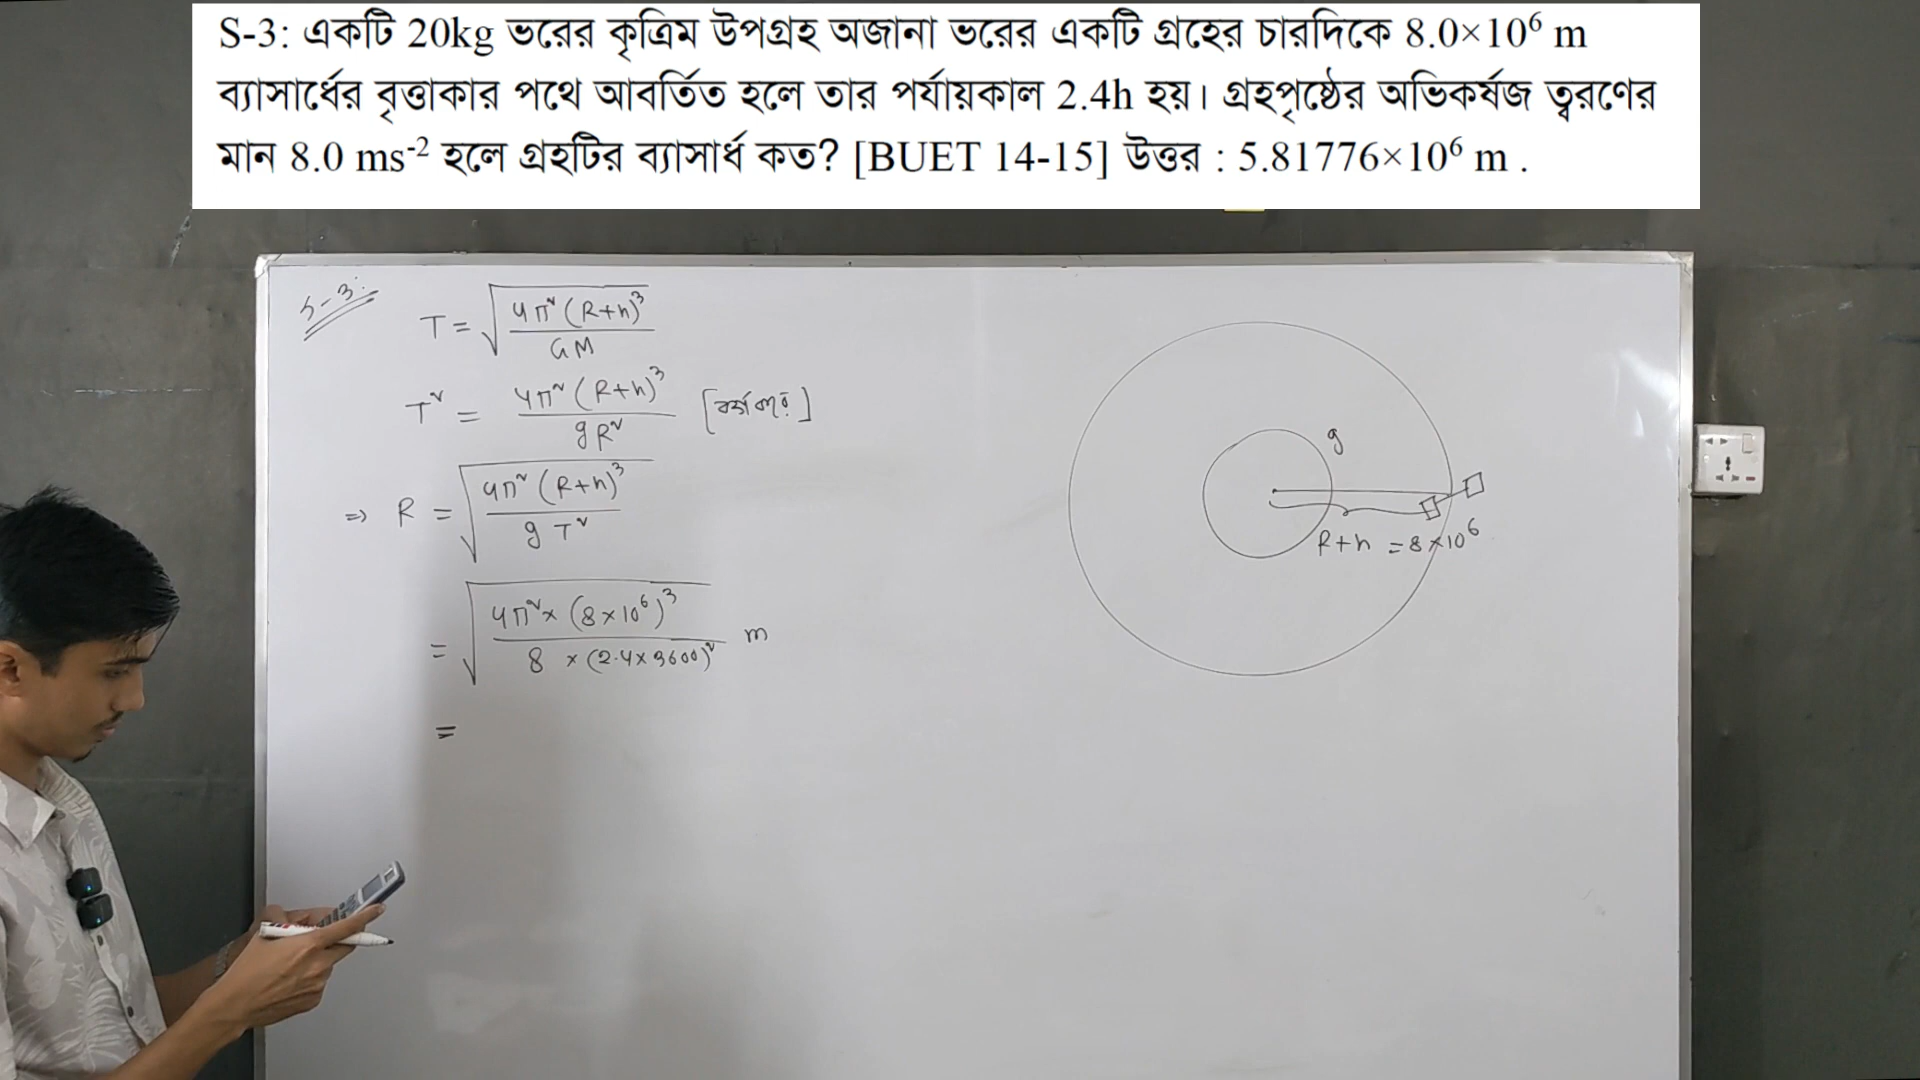 S-3: একটি 20kg ভরের কৃত্রিম উপগ্রহ অজানা ভরের একটি গ্রহের চারদিকে 8.0×10⁶ m
ব্যাসার্ধের বৃত্তাকার পথে আবর্তিত হলে তার পর্যায়কাল 2.4h হয়। গ্রহপৃষ্ঠের অভিকর্ষজ ত্বরণের
মান 8.0 ms⁻² হলে গ্রহটির ব্যাসার্ধ কত? [BUET 14-15] উত্তর : 5.81776×10⁶ m .
S-3:
T = √(4π² (R+h)³ / GM)
T² = 4π² (R+h)³ / gR² [বর্গ করে]
⇒ R = √(4π² (R+h)³ / g T²)
= √(4π² × (8×10⁶)³ / 8 × (2.4×3600)²) m
=
g
R+h = 8×10⁶